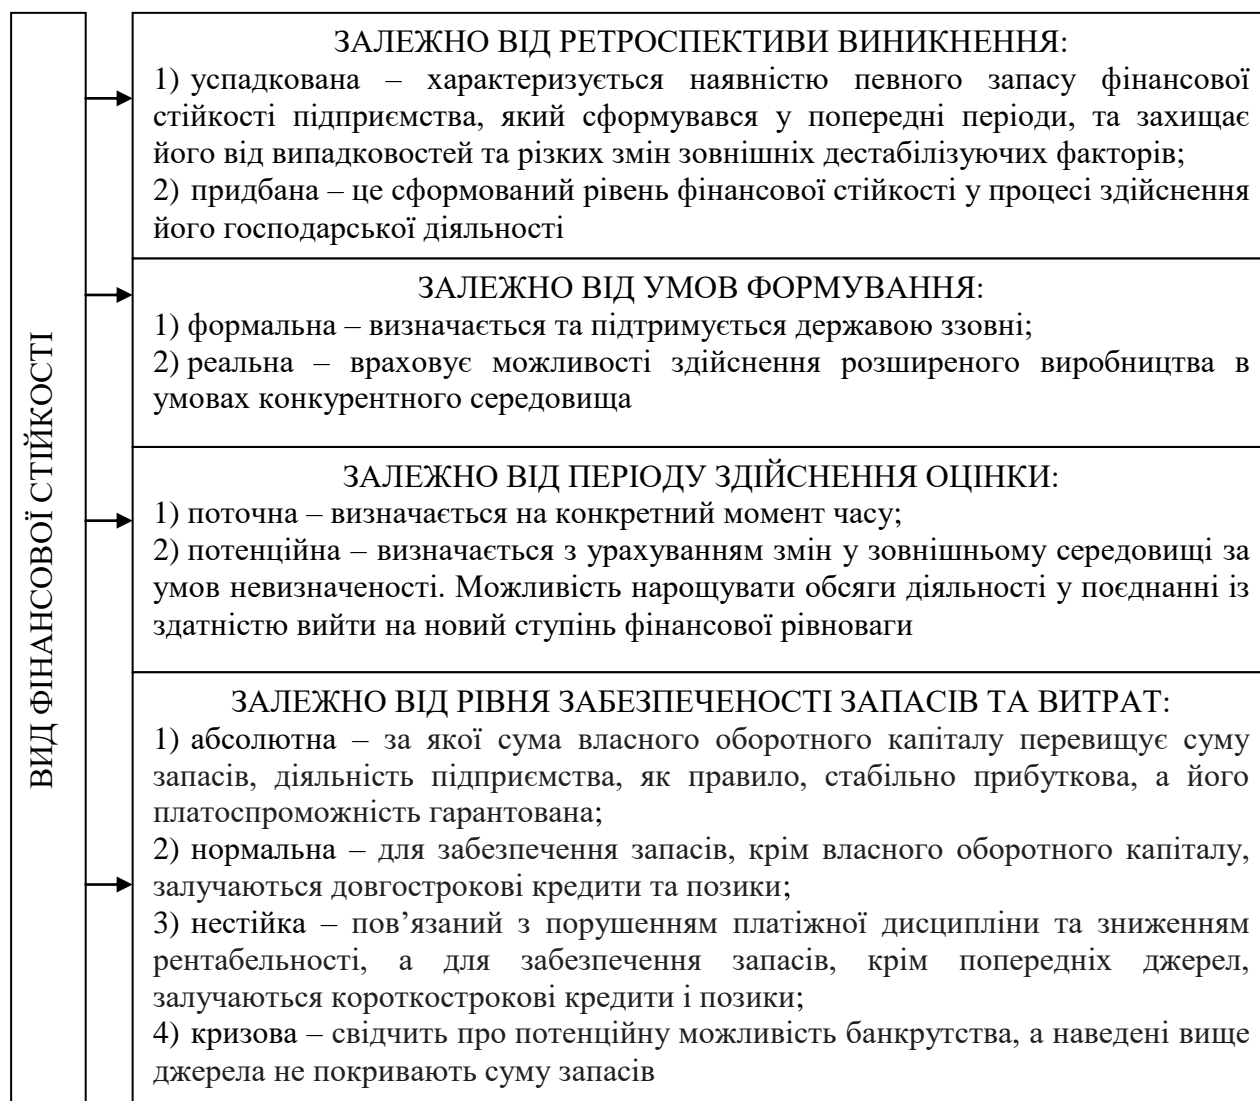 ВИД ФІНАНСОВОЇ СТІЙКОСТІ
ЗАЛЕЖНО ВІД РЕТРОСПЕКТИВИ ВИНИКНЕННЯ:
1) успадкована – характеризується наявністю певного запасу фінансової
стійкості підприємства, який сформувався у попередні періоди, та захищає
його від випадковостей та різких змін зовнішніх дестабілізуючих факторів;
2) придбана – це сформований рівень фінансової стійкості у процесі здійснення
його господарської діяльності
ЗАЛЕЖНО ВІД УМОВ ФОРМУВАННЯ:
1) формальна – визначається та підтримується державою ззовні;
2) реальна – враховує можливості здійснення розширеного виробництва в
умовах конкурентного середовища
ЗАЛЕЖНО ВІД ПЕРІОДУ ЗДІЙСНЕННЯ ОЦІНКИ:
1) поточна – визначається на конкретний момент часу;
2) потенційна – визначається з урахуванням змін у зовнішньому середовищі за
умов невизначеності. Можливість нарощувати обсяги діяльності у поєднанні із
здатністю вийти на новий ступінь фінансової рівноваги
ЗАЛЕЖНО ВІД РІВНЯ ЗАБЕЗПЕЧЕНОСТІ ЗАПАСІВ ТА ВИТРАТ:
1) абсолютна – за якої сума власного оборотного капіталу перевищує суму
запасів, діяльність підприємства, як правило, стабільно прибуткова, а його
платоспроможність гарантована;
2) нормальна – для забезпечення запасів, крім власного оборотного капіталу,
залучаються довгострокові кредити та позики;
3) нестійка – пов’язаний з порушенням платіжної дисципліни та зниженням
рентабельності, а для забезпечення запасів, крім попередніх джерел,
залучаються короткострокові кредити і позики;
4) кризова – свідчить про потенційну можливість банкрутства, а наведені вище
джерела не покривають суму запасів